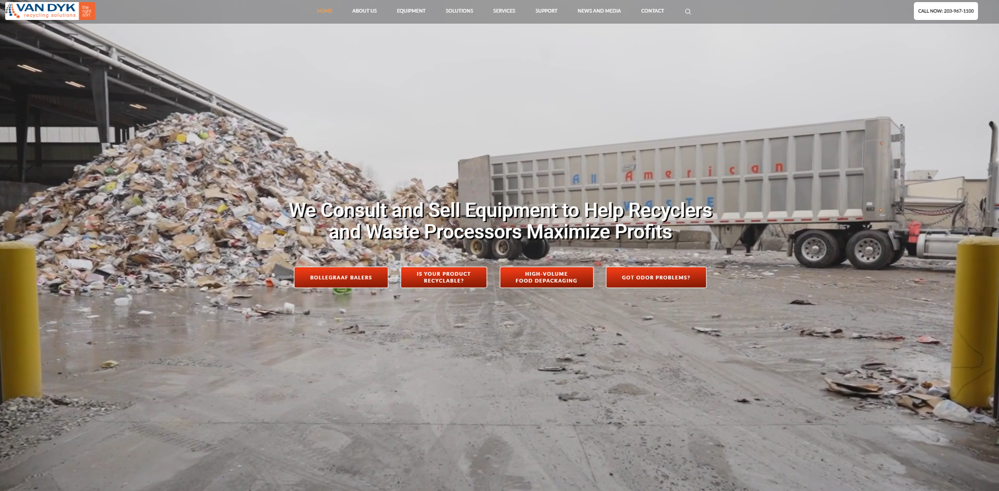 VAN DYK
recycling solutions
the
right
sort
HOME
ABOUT US
EQUIPMENT
SOLUTIONS
SERVICES
SUPPORT
NEWS AND MEDIA
CONTACT
CALL NOW: 203-967-1100
All American
WASTE
662
We Consult and Sell Equipment to Help Recyclers
and Waste Processors Maximize Profits
BOLLEGRAAF BALERS
IS YOUR PRODUCT
RECYCLABLE?
HIGH-VOLUME
FOOD DEPACKAGING
GOT ODOR PROBLEMS?